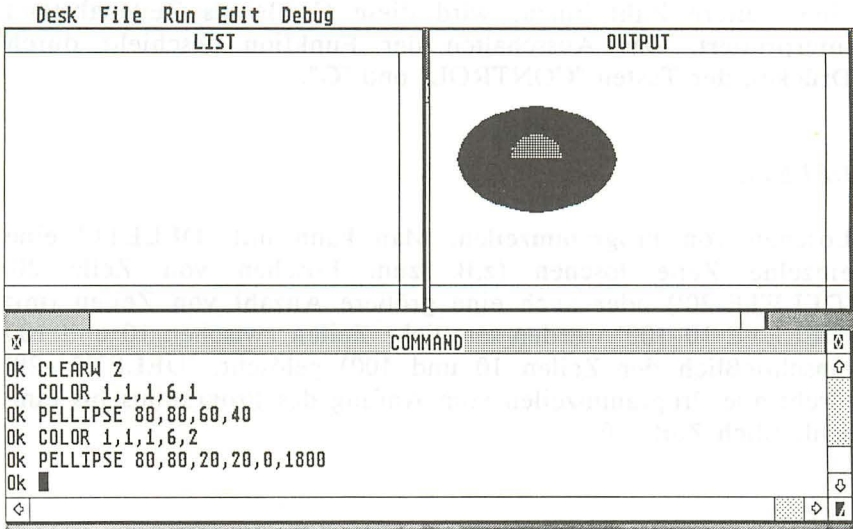 Desk File Run Edit Debug
LIST
OUTPUT
COMMAND
Ok CLEARW 2
Ok COLOR 1,1,1,6,1
Ok PELLIPSE 80,80,60,40
Ok COLOR 1,1,1,6,2
Ok PELLIPSE 80,80,20,20,0,1800
Ok